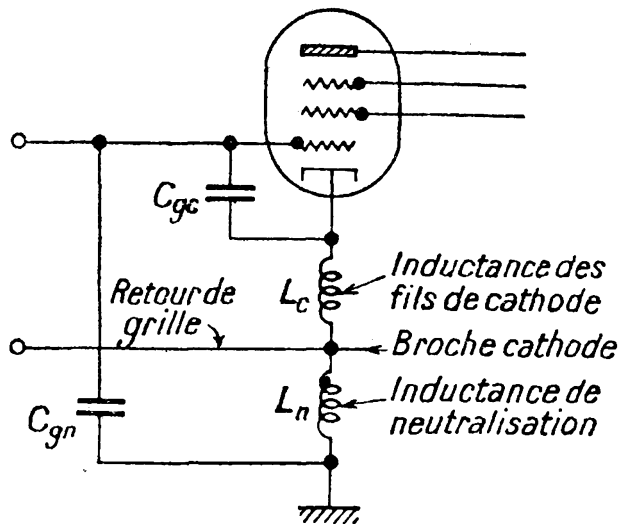 C_gc
L_c
Inductance des
fils de cathode
Retour de
grille
Broche cathode
C_gn
L_n
Inductance de
neutralisation